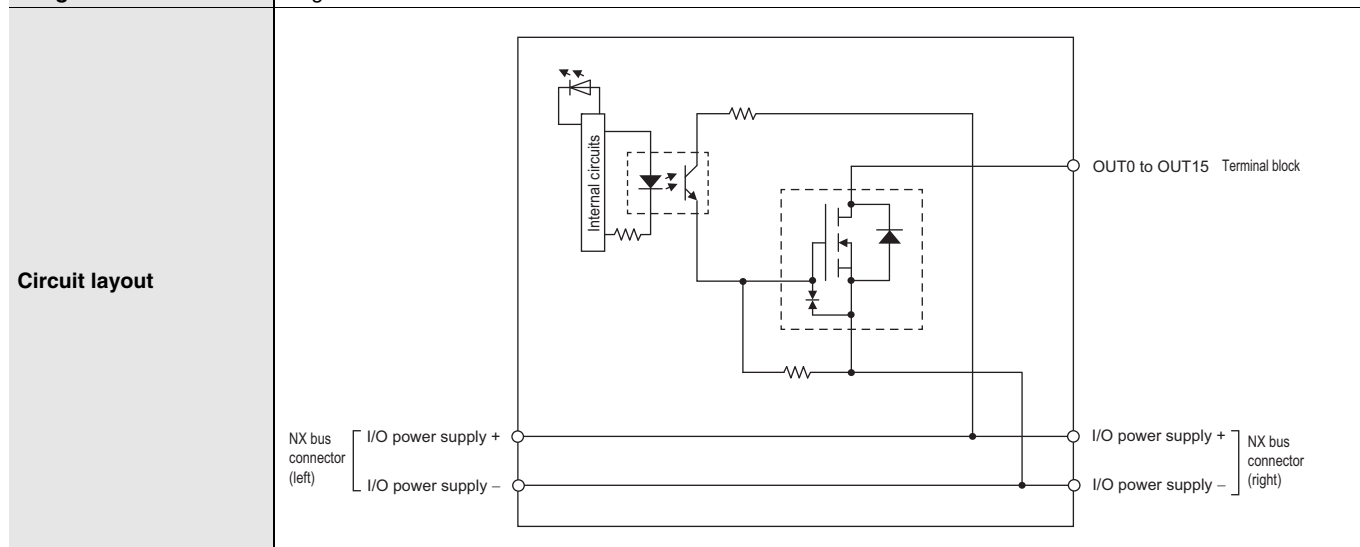 Circuit layout
Internal circuits
OUT0 to OUT15 Terminal block
NX bus
connector
(left)
I/O power supply +
I/O power supply –
I/O power supply +
I/O power supply –
NX bus
connector
(right)